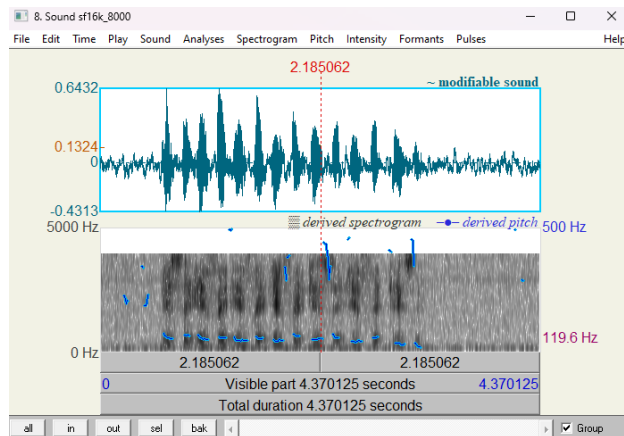 8. Sound sf16k_8000
File Edit Time Play Sound Analyses Spectrogram Pitch Intensity Formants Pulses Help
2.185062
0.6432 ~ modifiable sound
0.1324
0
-0.4313 derived spectrogram derived pitch
5000 Hz 500 Hz
119.6 Hz
0 Hz
2.185062 2.185062
0 Visible part 4.370125 seconds 4.370125
Total duration 4.370125 seconds
all in out sel bak Group